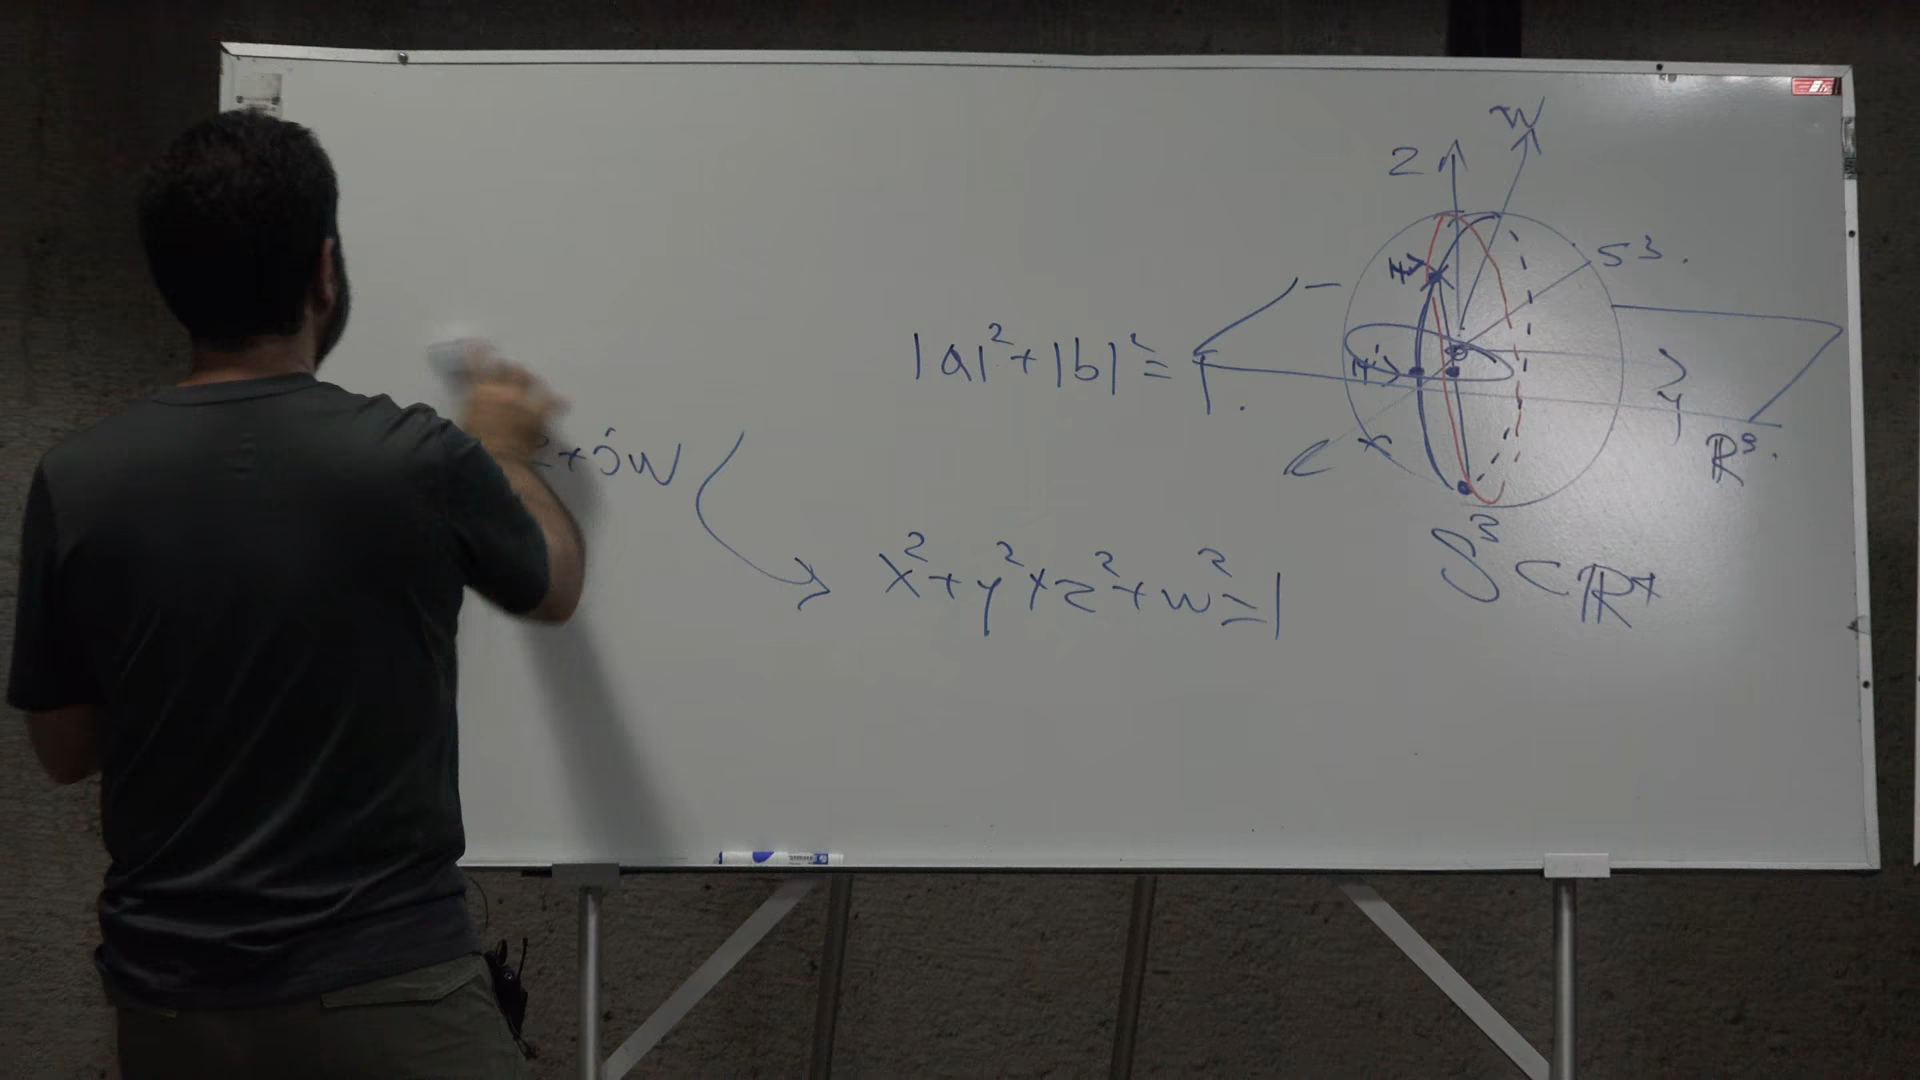 z + iw
|a|² + |b|² = 1.
x² + y² + z² + w² = 1
z
w
S³.
ψ>
ψ'>
x
y
ℝ³.
S³ ⊂ ℝ⁴